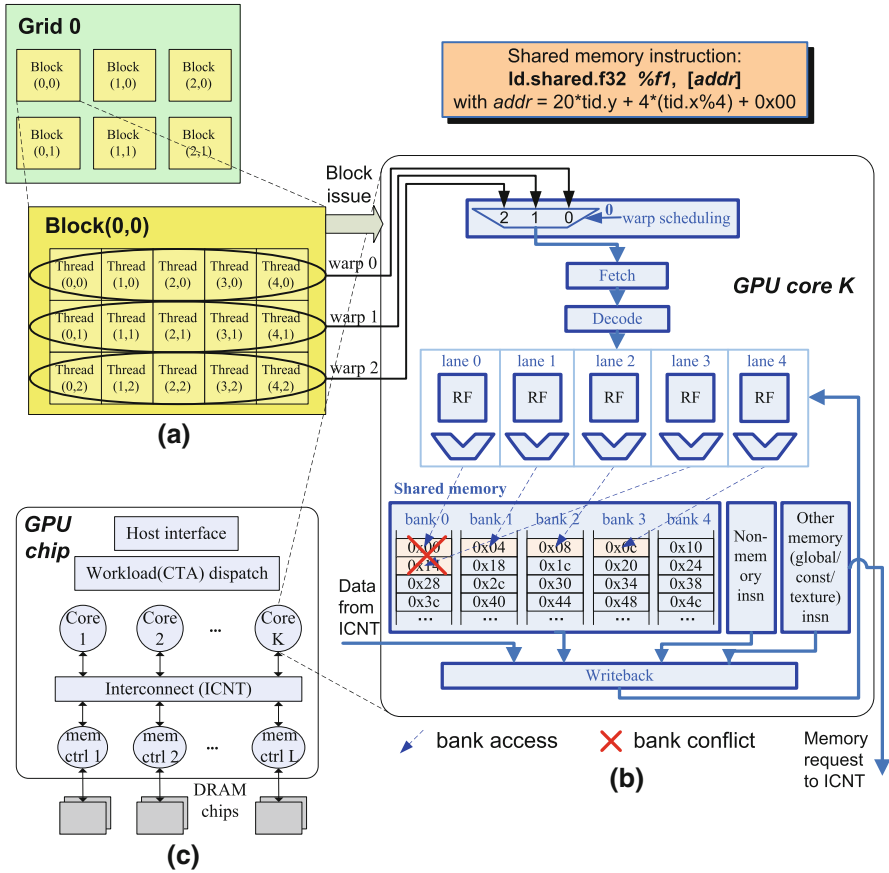 Grid 0
Block
(0,0)
Block
(1,0)
Block
(2,0)
Block
(0,1)
Block
(1,1)
Block
(2,1)
Shared memory instruction:
ld.shared.f32 %f1, [addr]
with addr = 20*tid.y + 4*(tid.x%4) + 0x00
Block
issue
Block(0,0)
Thread
(0,0)
Thread
(1,0)
Thread
(2,0)
Thread
(3,0)
Thread
(4,0)
Thread
(0,1)
Thread
(1,1)
Thread
(2,1)
Thread
(3,1)
Thread
(4,1)
Thread
(0,2)
Thread
(1,2)
Thread
(2,2)
Thread
(3,2)
Thread
(4,2)
warp 0
warp 1
warp 2
(a)
2 1 0
0
warp scheduling
Fetch
Decode
GPU core K
lane 0
lane 1
lane 2
lane 3
lane 4
RF
RF
RF
RF
RF
Shared memory
bank 0
bank 1
bank 2
bank 3
bank 4
0x00
0x04
0x08
0x0c
0x10
0x14
0x18
0x1c
0x20
0x24
0x28
0x2c
0x30
0x34
0x38
0x3c
0x40
0x44
0x48
0x4c
...
...
...
...
...
Non-
mem
ory
insn
Other
memory
(global/
const/
texture)
insn
Data
from
ICNT
Writeback
bank access
bank conflict
Memory
request
to ICNT
(b)
GPU
chip
Host interface
Workload(CTA) dispatch
Core
1
Core
2
...
Core
K
Interconnect (ICNT)
mem
ctrl 1
mem
ctrl 2
...
mem
ctrl L
DRAM
chips
(c)